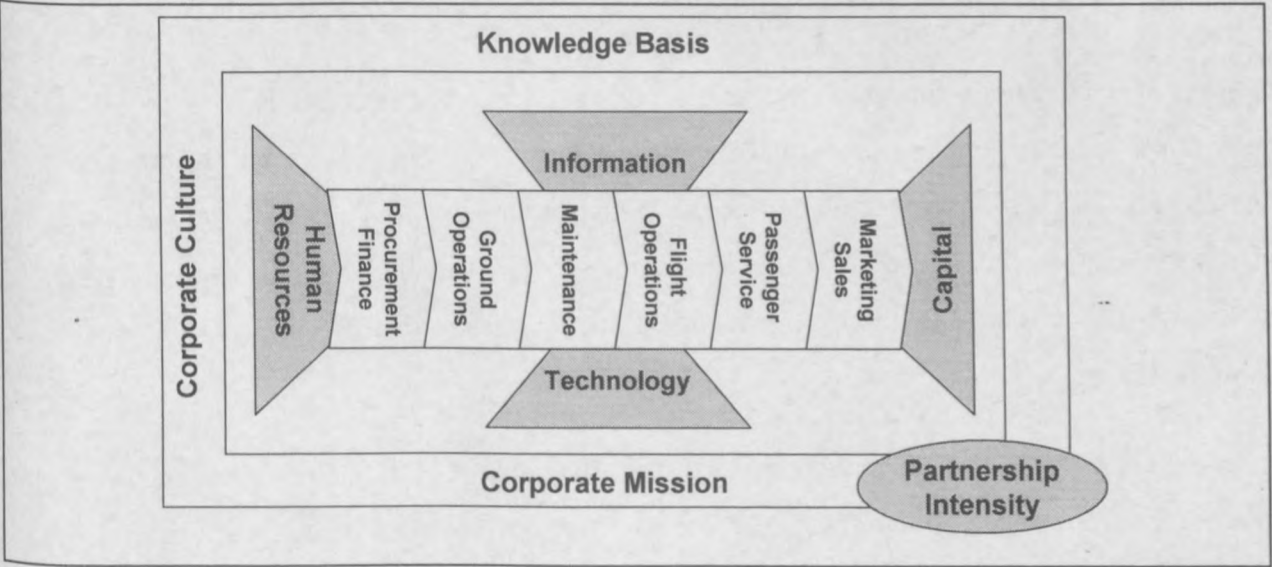 Knowledge Basis
Corporate Culture
Information
Human
Resources
Procurement
Finance
Ground
Operations
Maintenance
Flight
Operations
Passenger
Service
Marketing
Sales
Capital
Technology
Corporate Mission
Partnership
Intensity